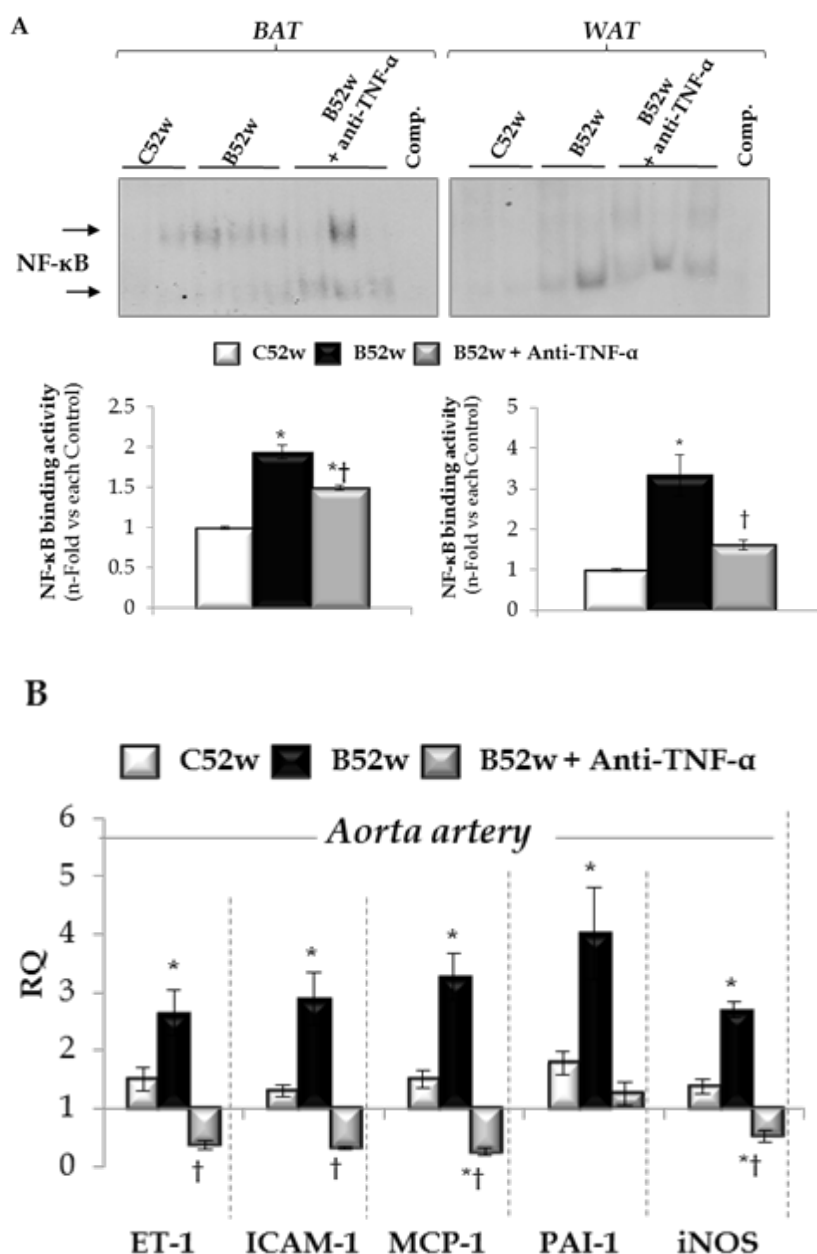 A
BAT
WAT
C52w
B52w
B52w
+ anti-TNF-α
Comp.
C52w
B52w
B52w
+ anti-TNF-α
Comp.
NF-κB
C52w B52w B52w + Anti-TNF-α
NF-κB binding activity
(n-Fold vs each Control)
2.5
2
1.5
1
0.5
0
*
*†
NF-κB binding activity
(n-Fold vs each Control)
5
4
3
2
1
0
*
†
B
C52w B52w B52w + Anti-TNF-α
Aorta artery
RQ
6
5
4
3
2
1
0
* * * * *
† † *† *†
ET-1 ICAM-1 MCP-1 PAI-1 iNOS